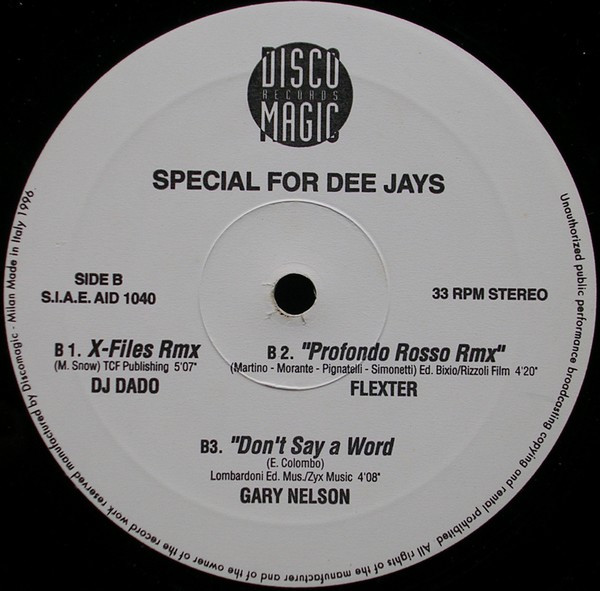 DISCO
RECORDS
MAGIC
SPECIAL FOR DEE JAYS
SIDE B
S.I.A.E. AID 1040
33 RPM STEREO
B 1. X-Files Rmx
(M. Snow) TCF Publishing 5'07"
DJ DADO
B 2. "Profondo Rosso Rmx"
(Martino - Morante - Pignatelli - Simonetti) Ed. Bixio/Rizzoli Film 4'20"
FLEXTER
B3. "Don't Say a Word
(E. Colombo)
Lombardoni Ed. Mus./Zyx Music 4'08"
GARY NELSON
Unauthorized public performance broadcasting copying and rental prohibited. All rights of the manufacturer and of the owner of the record work reserved manufactured by Discomagic - Milan Made in Italy 1996